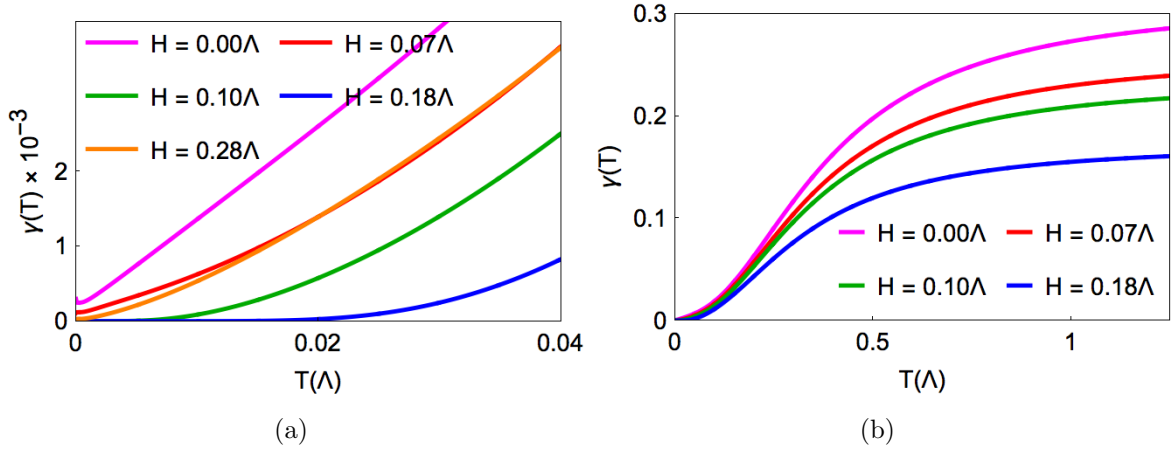 H = 0.00Λ H = 0.07Λ
H = 0.10Λ H = 0.18Λ
H = 0.28Λ
γ(T) × 10⁻³
2
1
0
0 0.02 0.04
T(Λ)
(a)
0.3
0.2
0.1
0
γ(T)
H = 0.00Λ H = 0.07Λ
H = 0.10Λ H = 0.18Λ
0 0.5 1
T(Λ)
(b)